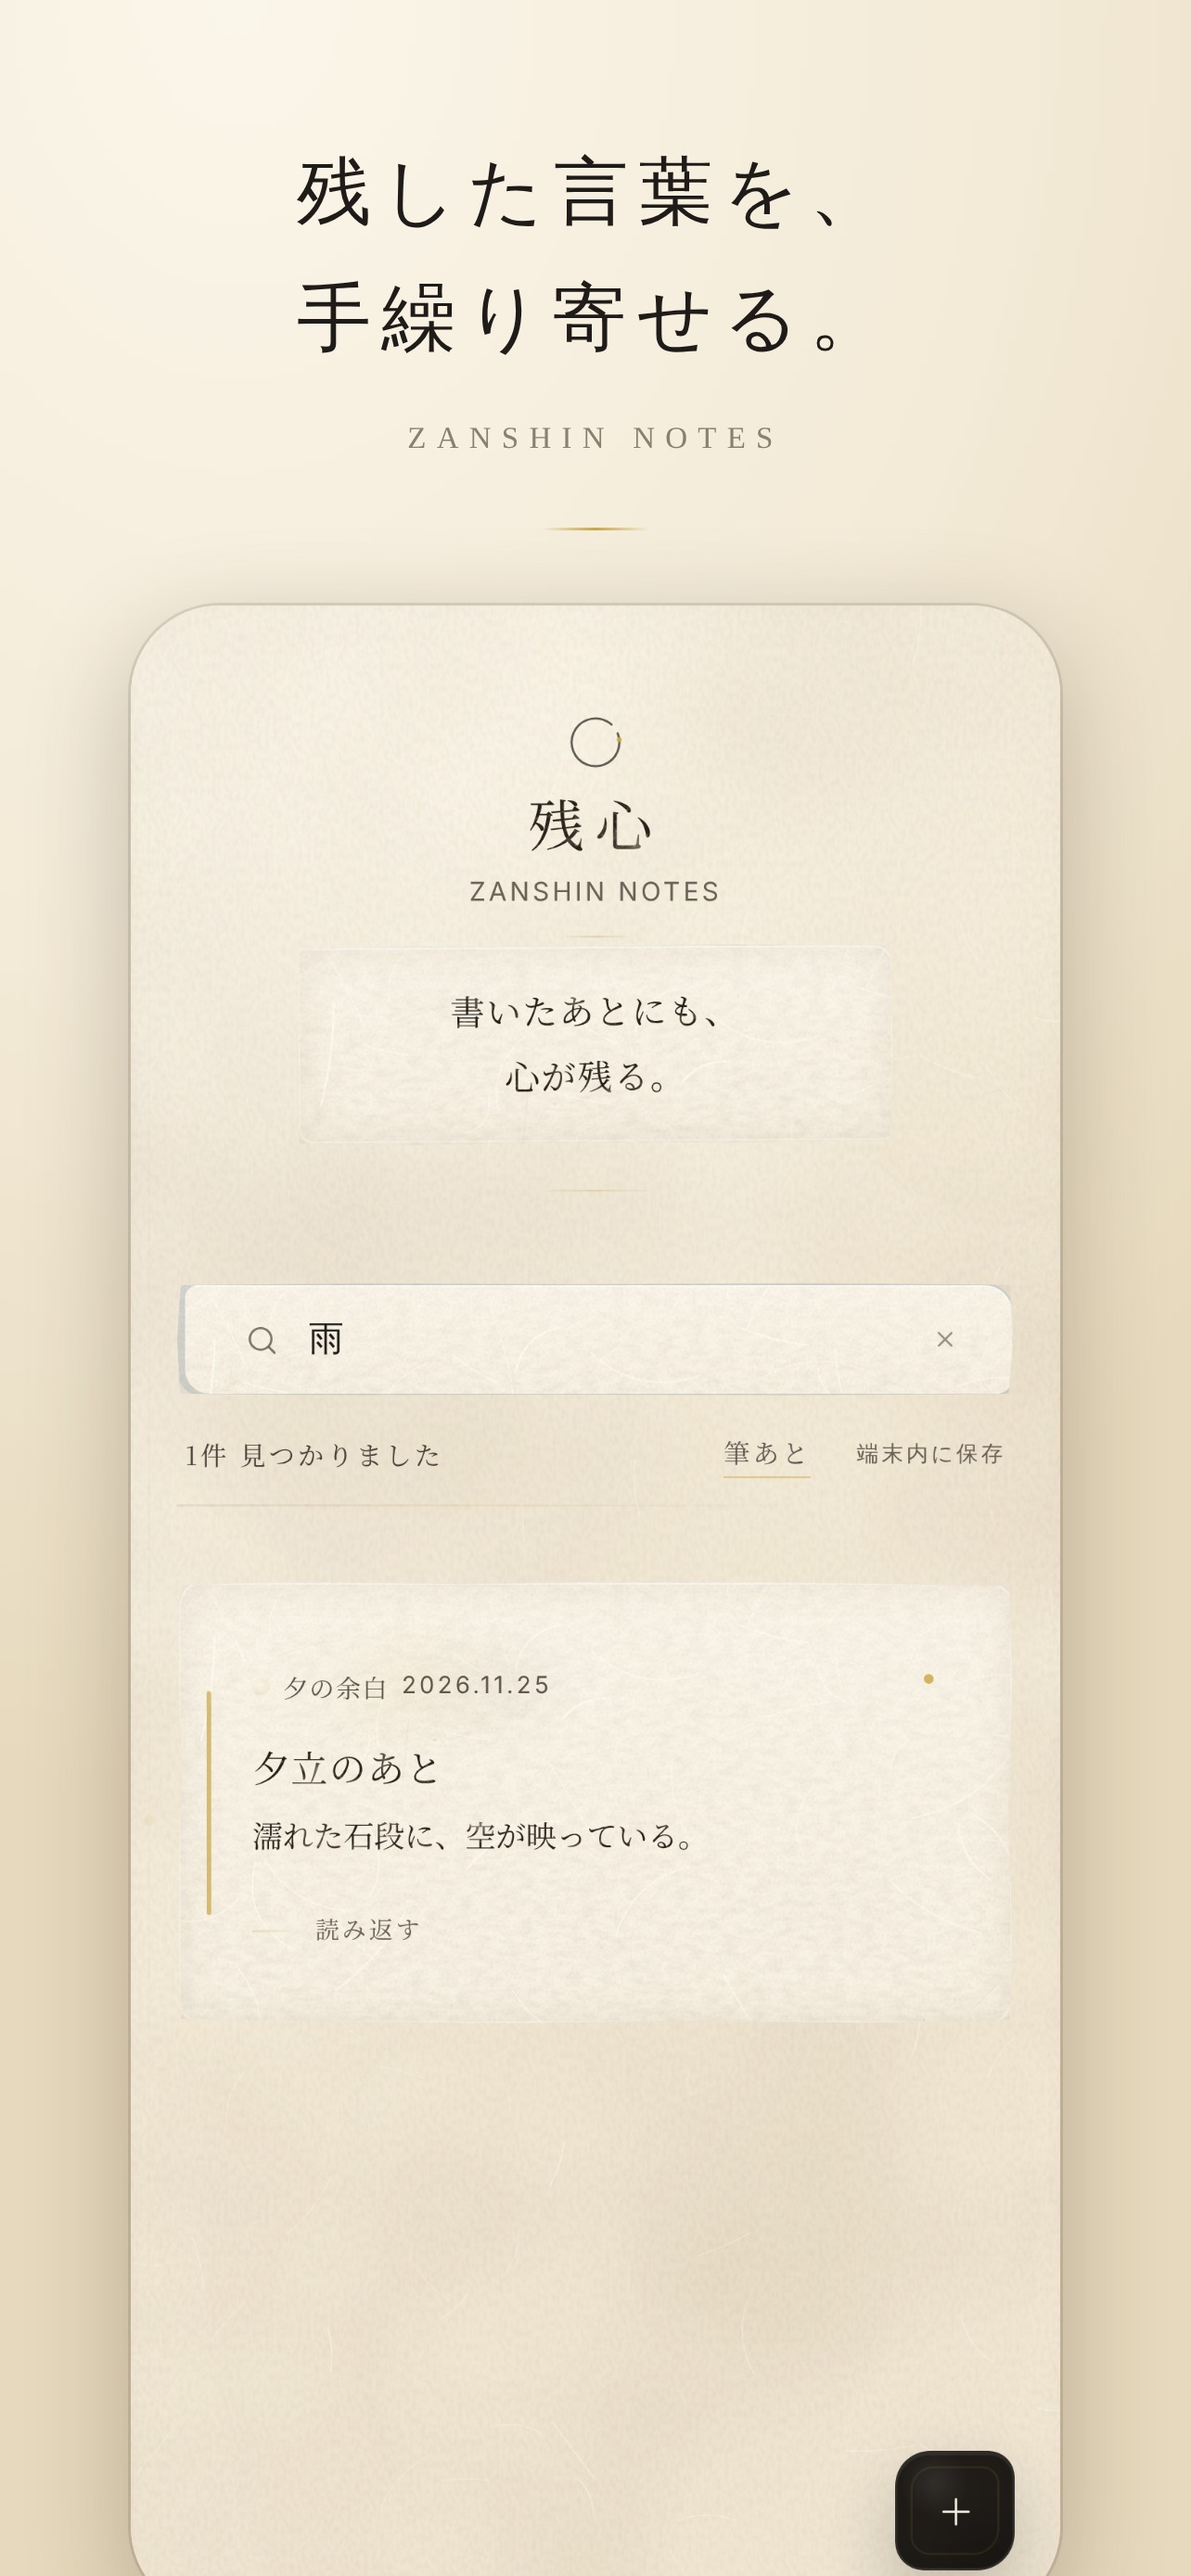 残した言葉を、
手繰り寄せる。
ZANSHIN NOTES
残心
ZANSHIN NOTES
書いたあとにも、
心が残る。
雨
1件 見つかりました 筆あと 端末内に保存
夕の余白 2026.11.25
夕立のあと
濡れた石段に、空が映っている。
読み返す